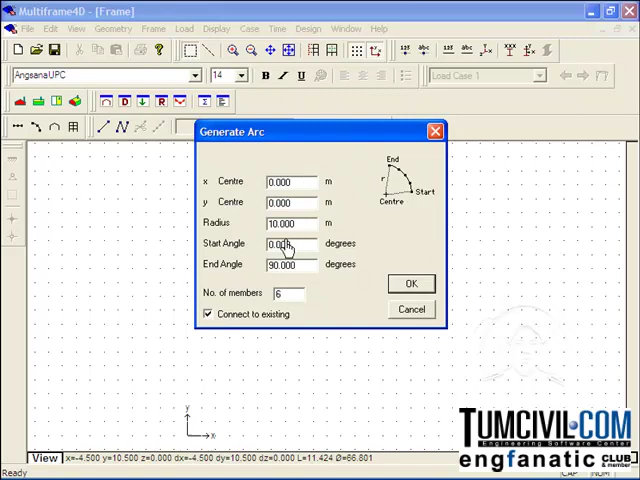 Multiframe4D - [Frame]
File Edit View Geometry Frame Load Display Case Design Window Help
AngsanaUPC 14 B I U Load Case 1
Generate Arc
x Centre 0.000 m
y Centre 0.000 m
Radius 10.000 m
Start Angle degrees
End Angle 90.000 degrees
No. of members 6
Connect to existing
End
r
Start
Centre
OK
Cancel
y
x
TUMCIVIL.COM
Engineering Software Center
engfanatic CLUB & member
View x=-4.500 y=10.500 z=0.000 dx=-4.500 dy=10.500 dz=0.000 L=11.424 Ø=66.801
Ready